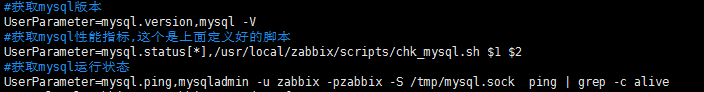 #获取mysql版本
UserParameter=mysql.version,mysql -V
#获取mysql性能指标,这个是上面定义好的脚本
UserParameter=mysql.status[*],/usr/local/zabbix/scripts/chk_mysql.sh $1 $2
#获取mysql运行状态
UserParameter=mysql.ping,mysqladmin -u zabbix -pzabbix -S /tmp/mysql.sock  ping | grep -c alive